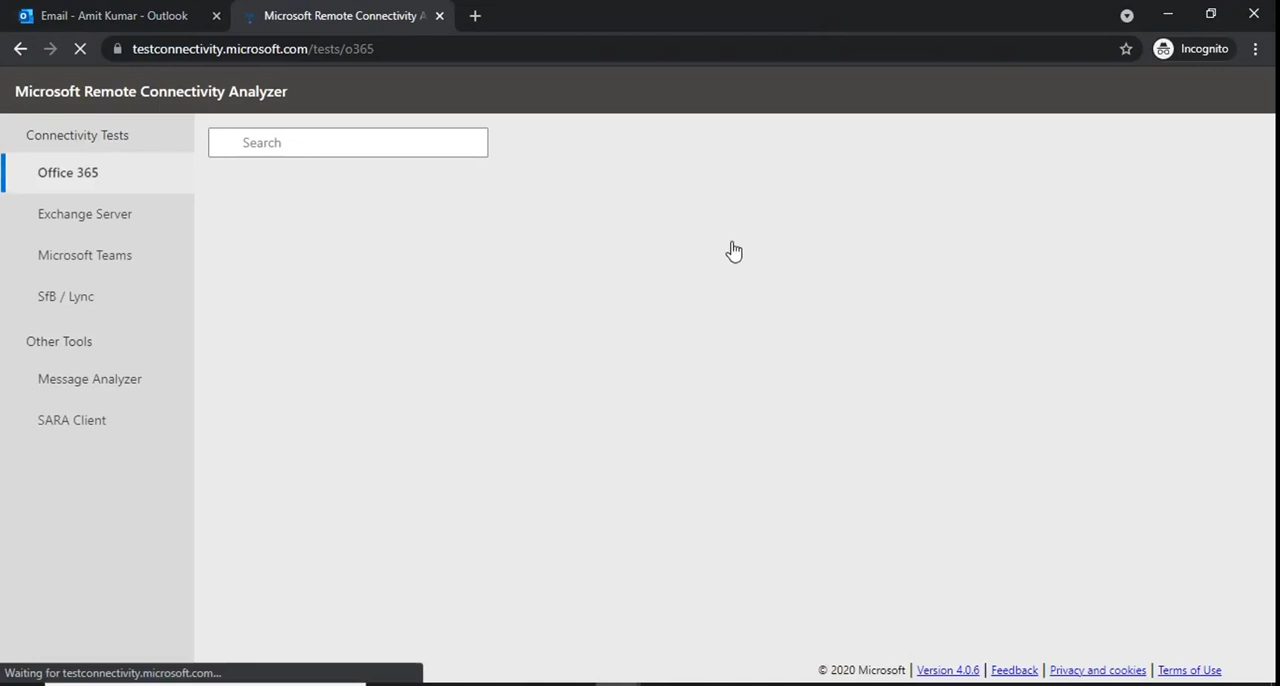 Email - Amit Kumar - Outlook
Microsoft Remote Connectivity A
testconnectivity.microsoft.com/tests/o365
Incognito
Microsoft Remote Connectivity Analyzer
Connectivity Tests
Search
Office 365
Exchange Server
Microsoft Teams
SfB / Lync
Other Tools
Message Analyzer
SARA Client
Waiting for testconnectivity.microsoft.com...
© 2020 Microsoft | Version 4.0.6 | Feedback | Privacy and cookies | Terms of Use